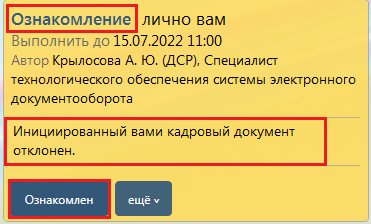 Ознакомление лично вам
Выполнить до 15.07.2022 11:00
Автор Крылосова А. Ю. (ДСР), Специалист
технологического обеспечения системы электронного
документооборота
Инициированный вами кадровый документ
отклонен.
Ознакомлен ещё v